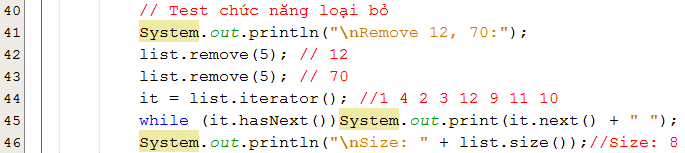 40 // Test chức năng loại bỏ
41 System.out.println("\nRemove 12, 70:");
42 list.remove(5); // 12
43 list.remove(5); // 70
44 it = list.iterator(); //1 4 2 3 12 9 11 10
45 while (it.hasNext())System.out.print(it.next() + " ");
46 System.out.println("\nSize: " + list.size());//Size: 8